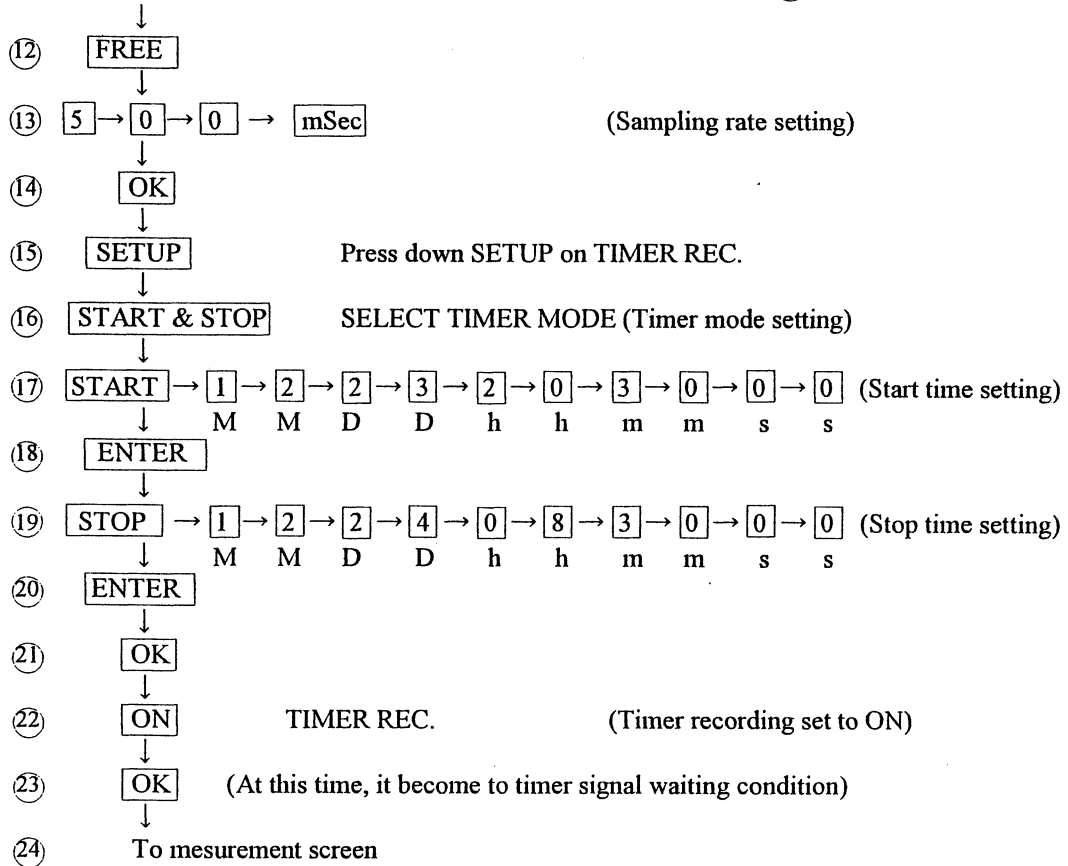 ↓
⑫ FREE
↓
⑬ 5 → 0 → 0 → mSec (Sampling rate setting)
↓
⑭ OK
↓
⑮ SETUP Press down SETUP on TIMER REC.
↓
⑯ START & STOP SELECT TIMER MODE (Timer mode setting)
↓
⑰ START → 1 → 2 → 2 → 3 → 2 → 0 → 3 → 0 → 0 → 0 (Start time setting)
↓ M M D D h h m m s s
⑱ ENTER
↓
⑲ STOP → 1 → 2 → 2 → 4 → 0 → 8 → 3 → 0 → 0 → 0 (Stop time setting)
↓ M M D D h h m m s s
⑳ ENTER
↓
㉑ OK
↓
㉒ ON TIMER REC. (Timer recording set to ON)
↓
㉓ OK (At this time, it become to timer signal waiting condition)
↓
㉔ To mesurement screen